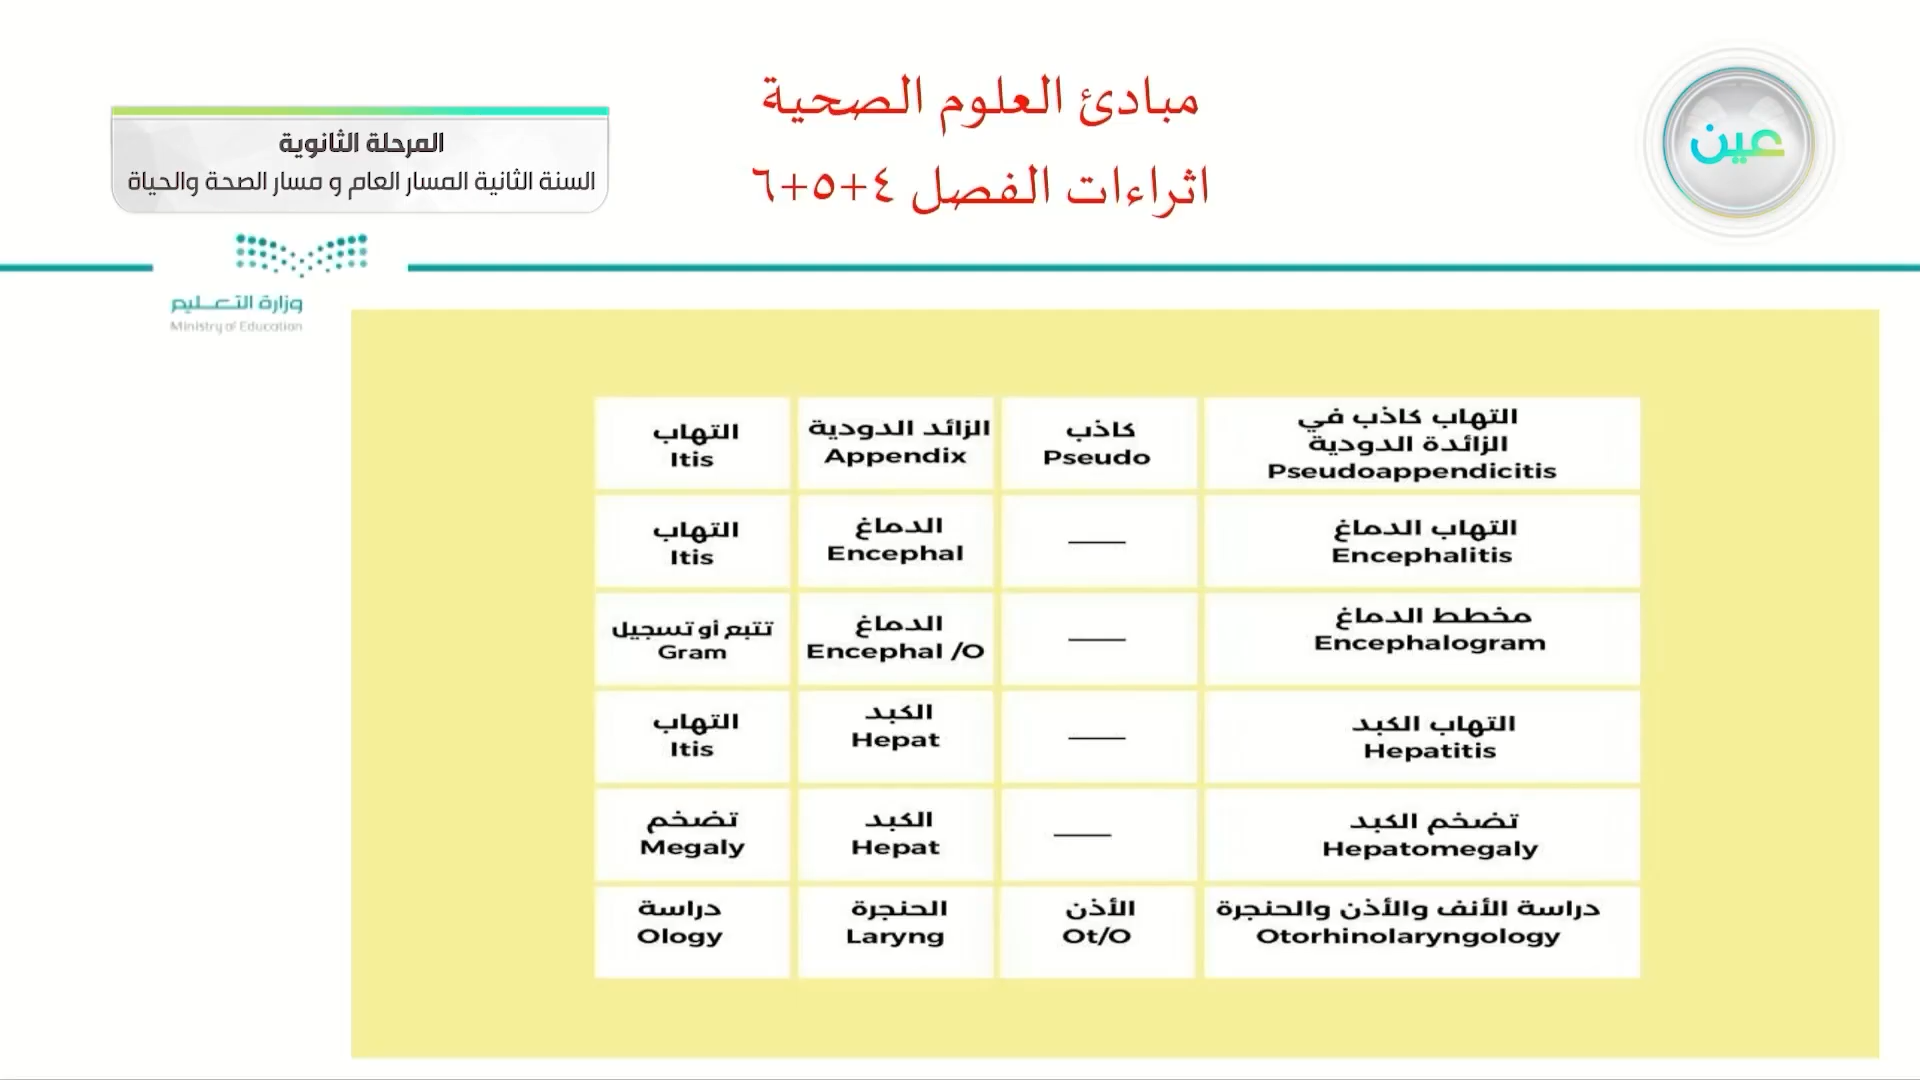 مبادئ العلوم الصحية
اثراءات الفصل ٤+٥+٦
عين
المرحلة الثانوية
السنة الثانية المسار العام و مسار الصحة والحياة
وزارة التعليم
Ministry of Education
التهاب كاذب في
الزائدة الدودية
Pseudoappendicitis
كاذب
Pseudo
الزائد الدودية
Appendix
التهاب
Itis
التهاب الدماغ
Encephalitis
الدماغ
Encephal
التهاب
Itis
مخطط الدماغ
Encephalogram
الدماغ
Encephal /O
تتبع أو تسجيل
Gram
التهاب الكبد
Hepatitis
الكبد
Hepat
التهاب
Itis
تضخم الكبد
Hepatomegaly
الكبد
Hepat
تضخم
Megaly
دراسة الأنف والأذن والحنجرة
Otorhinolaryngology
الأذن
Ot/O
الحنجرة
Laryng
دراسة
Ology